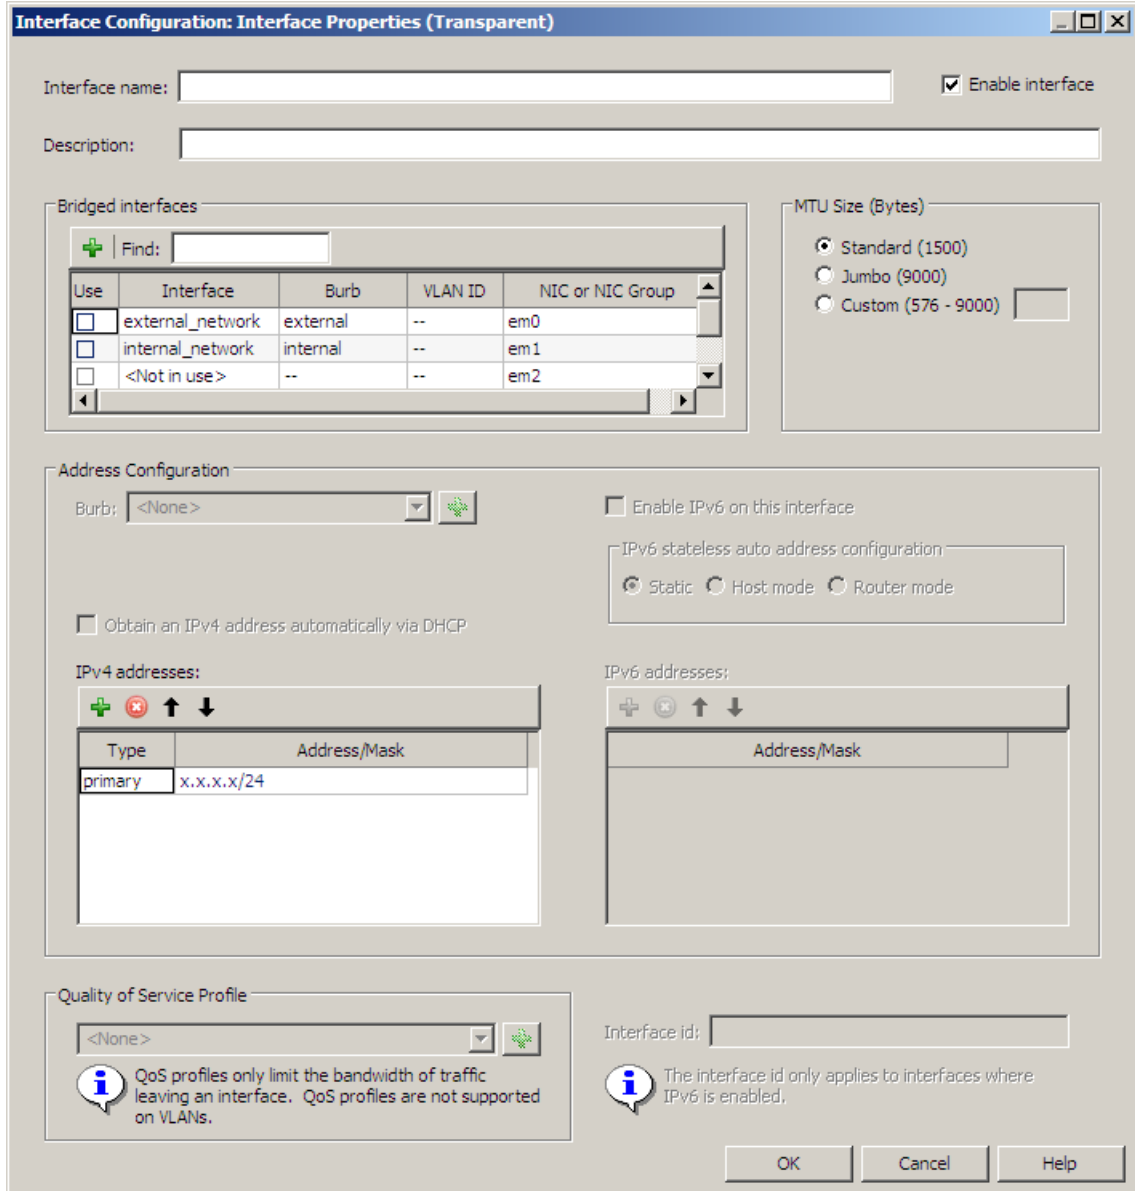 Interface Configuration: Interface Properties (Transparent)
Interface name:
Enable interface
Description:
Bridged interfaces
Find:
Use Interface Burb VLAN ID NIC or NIC Group
external_network external -- em0
internal_network internal -- em1
<Not in use> -- -- em2
MTU Size (Bytes)
Standard (1500)
Jumbo (9000)
Custom (576 - 9000)
Address Configuration
Burb: <None>
Enable IPv6 on this interface
IPv6 stateless auto address configuration
Static Host mode Router mode
Obtain an IPv4 address automatically via DHCP
IPv4 addresses:
Type Address/Mask
primary x.x.x.x/24
IPv6 addresses:
Address/Mask
Quality of Service Profile
<None>
QoS profiles only limit the bandwidth of traffic
leaving an interface. QoS profiles are not supported
on VLANs.
Interface id:
The interface id only applies to interfaces where
IPv6 is enabled.
OK Cancel Help